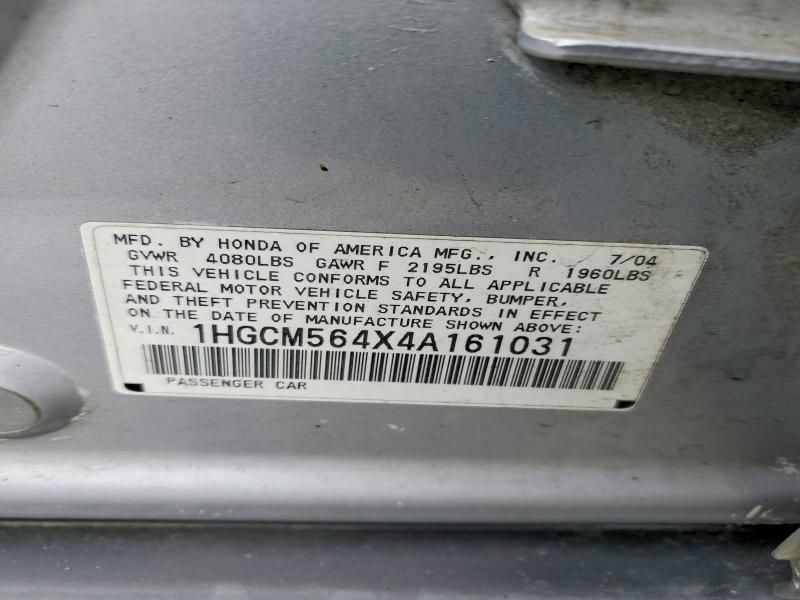 MFD. BY HONDA OF AMERICA MFG., INC. 7/04
GVWR 4080LBS GAWR F 2195LBS R 1960LBS
THIS VEHICLE CONFORMS TO ALL APPLICABLE
FEDERAL MOTOR VEHICLE SAFETY, BUMPER,
AND THEFT PREVENTION STANDARDS IN EFFECT
ON THE DATE OF MANUFACTURE SHOWN ABOVE:
V.I.N. 1HGCM564X4A161031
PASSENGER CAR